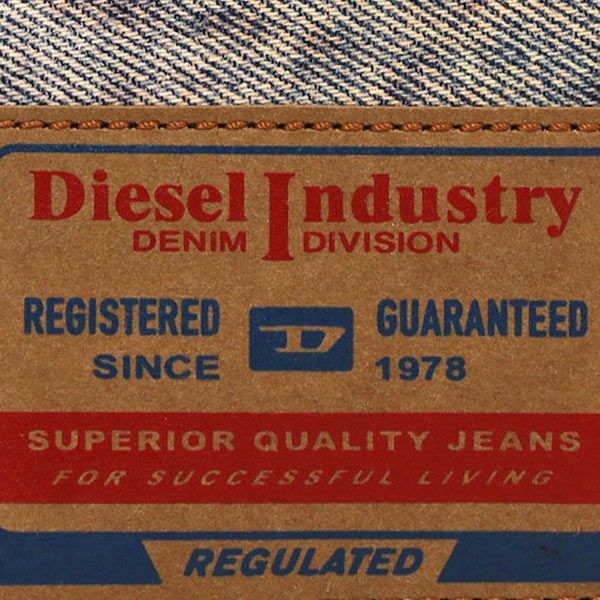 Diesel Industry
DENIM DIVISION
REGISTERED D GUARANTEED
SINCE 1978
SUPERIOR QUALITY JEANS
FOR SUCCESSFUL LIVING
REGULATED